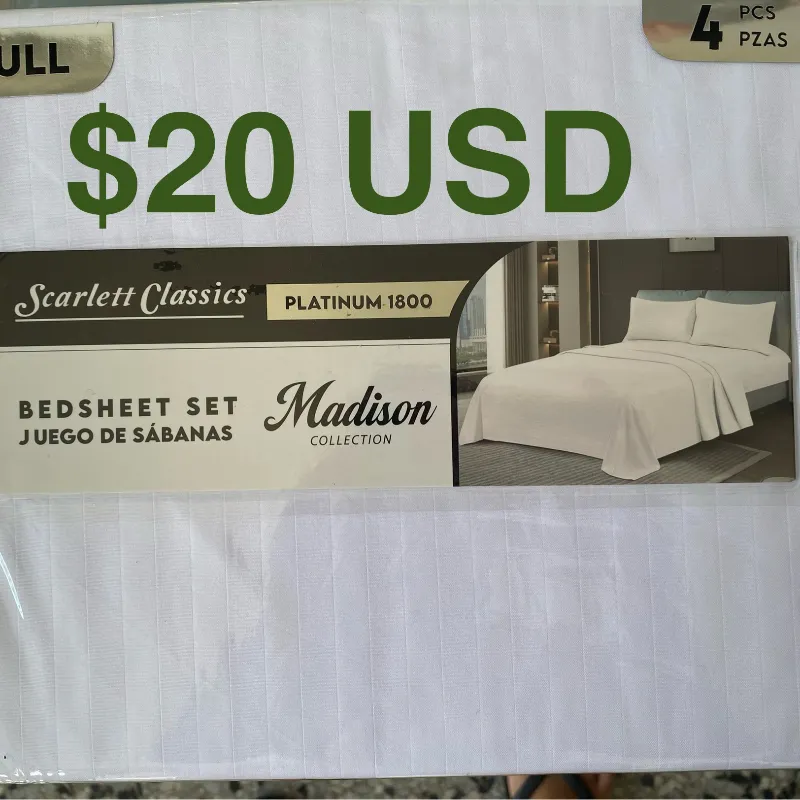 ULL
4 PCS
PZAS
$20 USD
Scarlett Classics
PLATINUM 1800
BEDSHEET SET
JUEGO DE SÁBANAS
Madison
COLLECTION